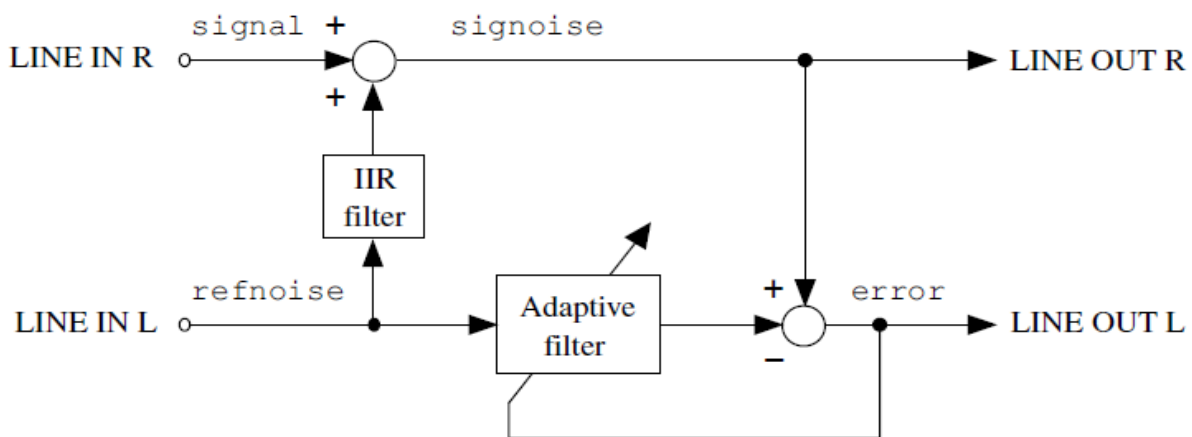 signal + signoise
LINE IN R LINE OUT R
+
IIR
filter
refnoise + error
Adaptive
LINE IN L LINE OUT L
filter
−